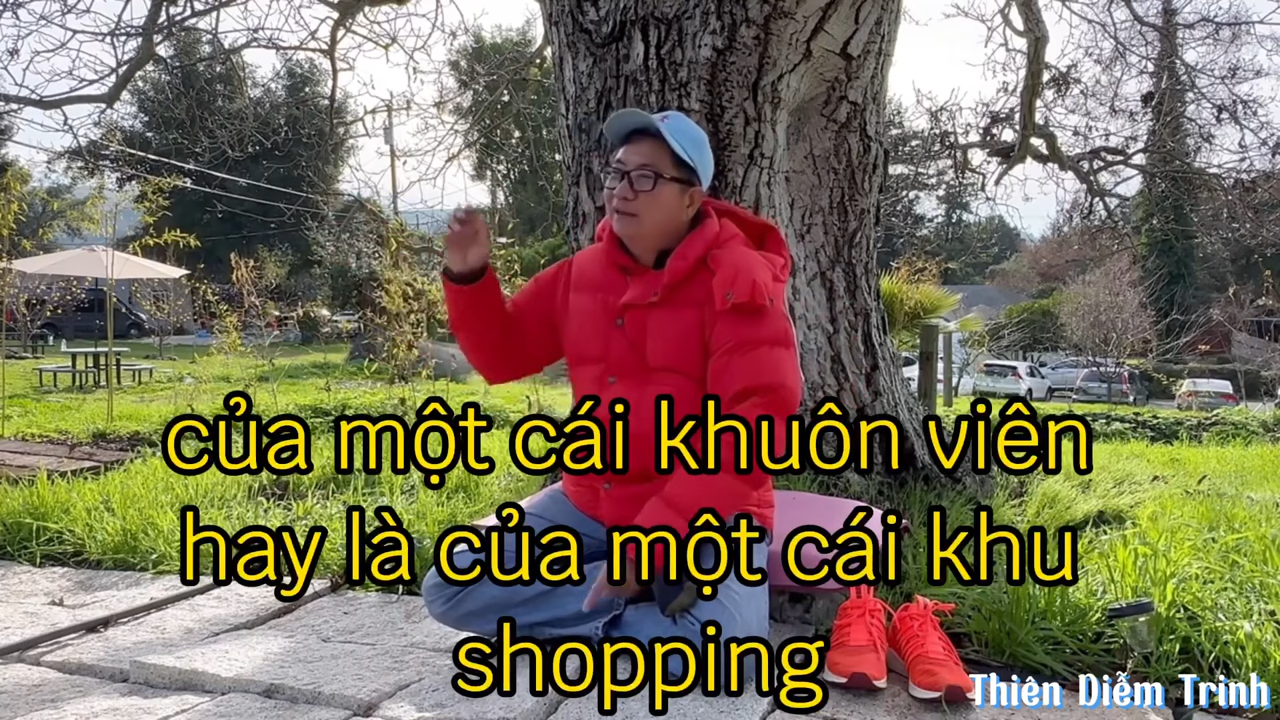 của một cái khuôn viên
hay là của một cái khu
shopping
Thiên Diễm Trinh